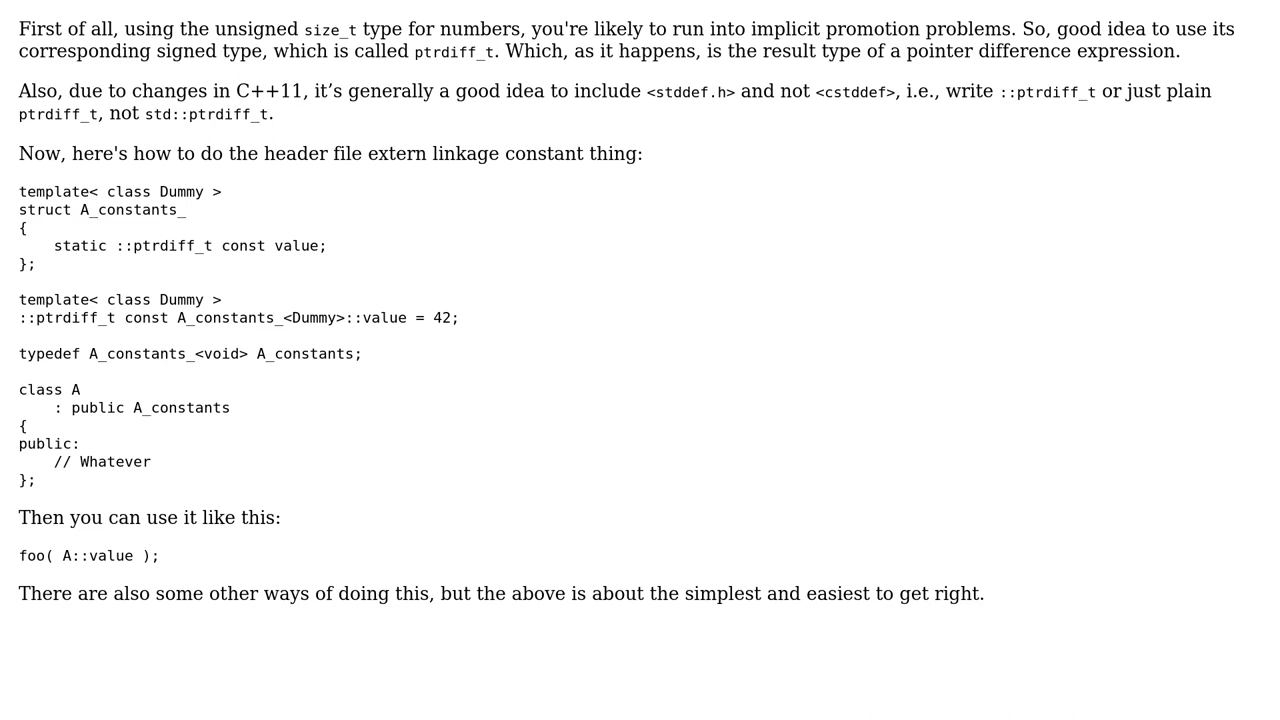 First of all, using the unsigned size_t type for numbers, you're likely to run into implicit promotion problems. So, good idea to use its
corresponding signed type, which is called ptrdiff_t. Which, as it happens, is the result type of a pointer difference expression.
Also, due to changes in C++11, it’s generally a good idea to include <stddef.h> and not <cstddef>, i.e., write ::ptrdiff_t or just plain
ptrdiff_t, not std::ptrdiff_t.
Now, here's how to do the header file extern linkage constant thing:
template< class Dummy >
struct A_constants_
{
    static ::ptrdiff_t const value;
};
template< class Dummy >
::ptrdiff_t const A_constants_<Dummy>::value = 42;
typedef A_constants_<void> A_constants;
class A
    : public A_constants
{
public:
    // Whatever
};
Then you can use it like this:
foo( A::value );
There are also some other ways of doing this, but the above is about the simplest and easiest to get right.